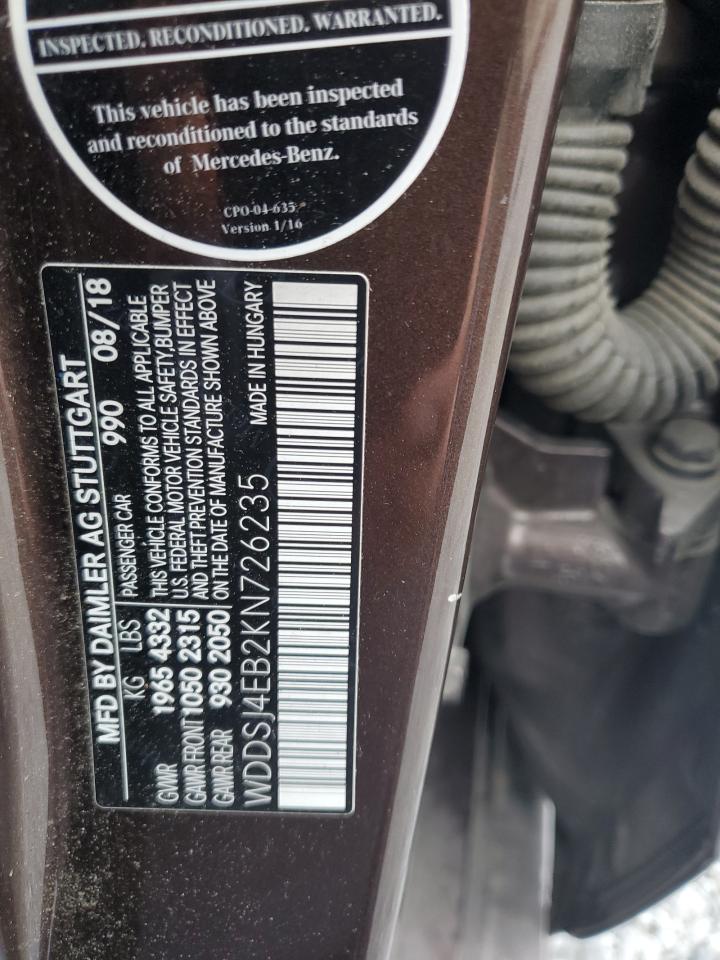 INSPECTED. RECONDITIONED. WARRANTED.
This vehicle has been inspected
and reconditioned to the standards
of Mercedes-Benz.
CPO-04-635
Version 1/16
MFD BY DAIMLER AG STUTTGART
990 08/18
KG LBS PASSENGER CAR
GVWR 1965 4332
GAWR FRONT 1050 2315
GAWR REAR 930 2050
THIS VEHICLE CONFORMS TO ALL APPLICABLE
U.S. FEDERAL MOTOR VEHICLE SAFETY, BUMPER
AND THEFT PREVENTION STANDARDS IN EFFECT
ON THE DATE OF MANUFACTURE SHOWN ABOVE
WDDSJ4EB2KN726235 MADE IN HUNGARY